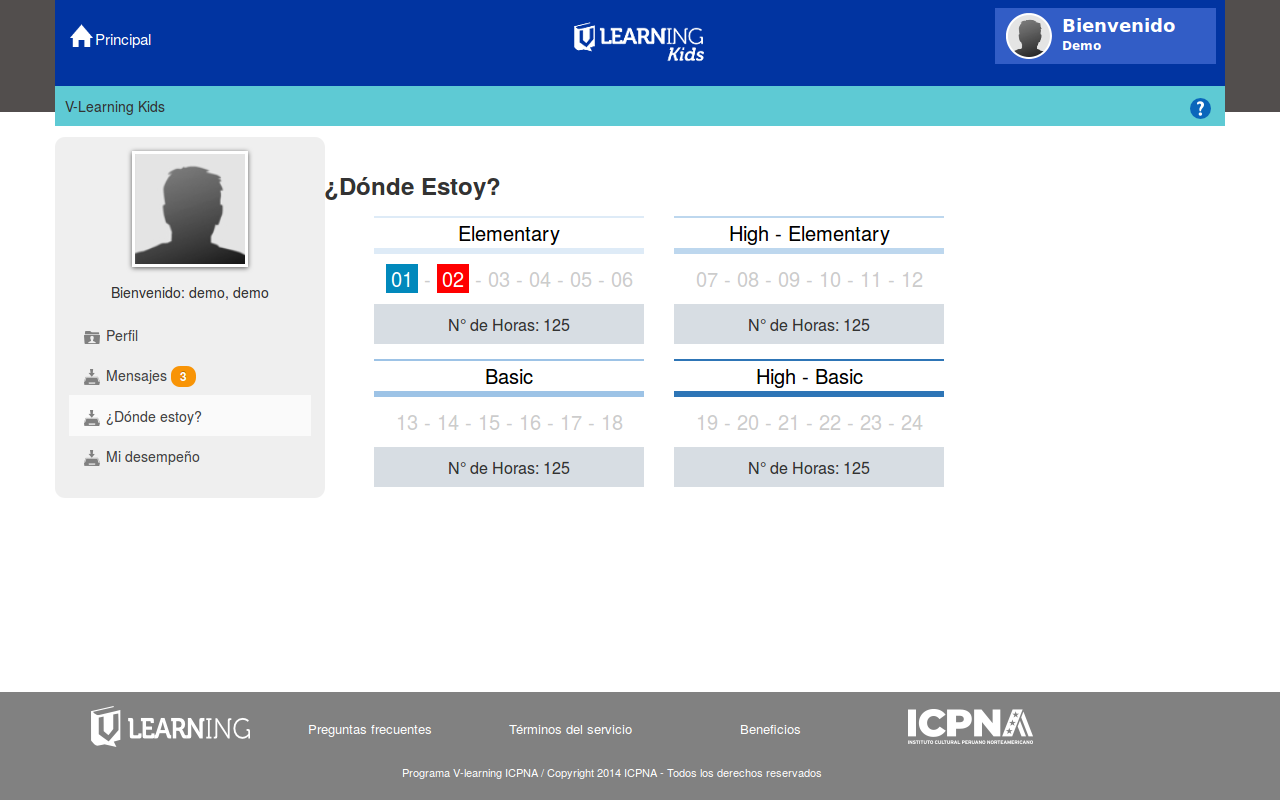 Principal
V LEARNING
Kids
Bienvenido
Demo
V-Learning Kids
?
Bienvenido: demo, demo
Perfil
Mensajes 3
¿Dónde estoy?
Mi desempeño
¿Dónde Estoy?
Elementary
01 - 02 - 03 - 04 - 05 - 06
N° de Horas: 125
High - Elementary
07 - 08 - 09 - 10 - 11 - 12
N° de Horas: 125
Basic
13 - 14 - 15 - 16 - 17 - 18
N° de Horas: 125
High - Basic
19 - 20 - 21 - 22 - 23 - 24
N° de Horas: 125
V LEARNING
Preguntas frecuentes
Términos del servicio
Beneficios
ICPNA
INSTITUTO CULTURAL PERUANO NORTEAMERICANO
Programa V-learning ICPNA / Copyright 2014 ICPNA - Todos los derechos reservados